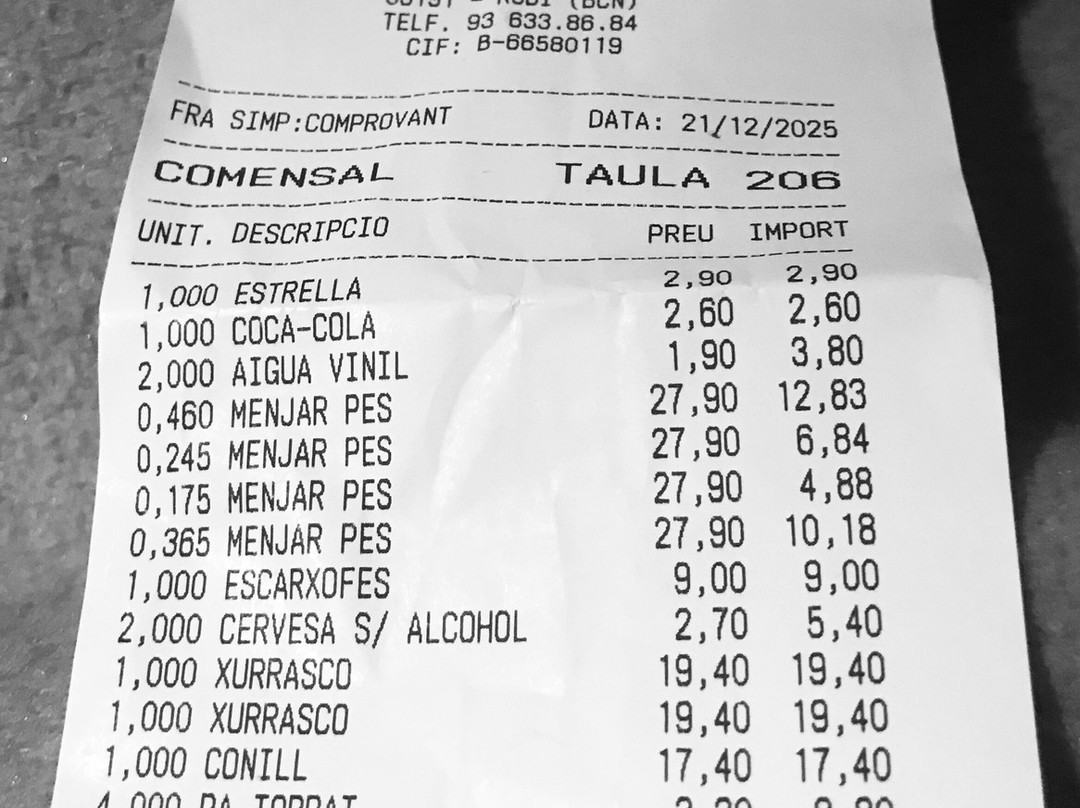 TELF. 93 633.86.84
CIF: B-66580119
FRA SIMP:COMPROVANT DATA: 21/12/2025
COMENSAL TAULA 206
UNIT. DESCRIPCIO PREU IMPORT
1,000 ESTRELLA 2,90 2,90
1,000 COCA-COLA 2,60 2,60
2,000 AIGUA VINIL 1,90 3,80
0,460 MENJAR PES 27,90 12,83
0,245 MENJAR PES 27,90 6,84
0,175 MENJAR PES 27,90 4,88
0,365 MENJAR PES 27,90 10,18
1,000 ESCARXOFES 9,00 9,00
2,000 CERVESA S/ ALCOHOL 2,70 5,40
1,000 XURRASCO 19,40 19,40
1,000 XURRASCO 19,40 19,40
1,000 CONILL 17,40 17,40